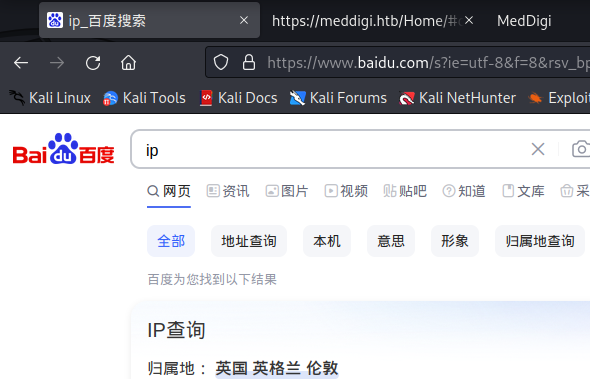 ip_百度搜索
https://meddigi.htb/Home/#c
MedDigi
https://www.baidu.com/s?ie=utf-8&f=8&rsv_bp
Kali Linux Kali Tools Kali Docs Kali Forums Kali NetHunter Exploit
Bai du 百度
ip
网页 资讯 图片 视频 贴吧 知道 文库 采
全部 地址查询 本机 意思 形象 归属地查询
百度为您找到以下结果
IP查询
归属地： 英国 英格兰 伦敦